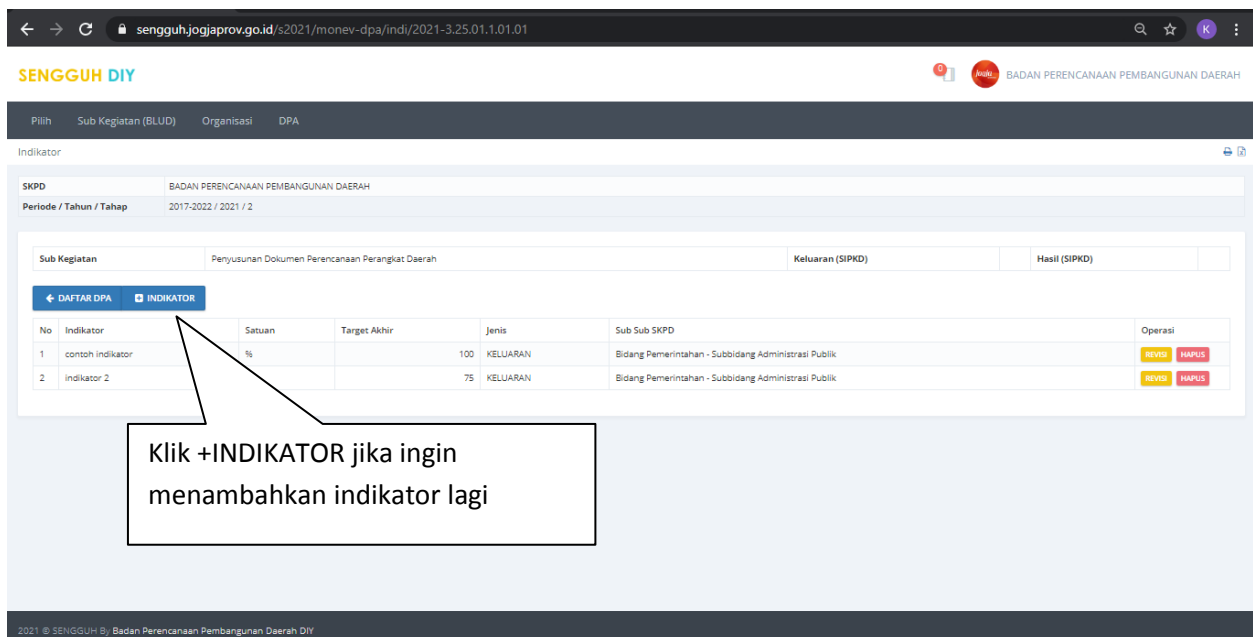 sengguh.jogjaprov.go.id/s2021/monev-dpa/indi/2021-3.25.01.1.01.01
K
SENGGUH DIY
0
jogja
BADAN PERENCANAAN PEMBANGUNAN DAERAH
Pilih Sub Kegiatan (BLUD) Organisasi DPA
Indikator
SKPD BADAN PERENCANAAN PEMBANGUNAN DAERAH
Periode / Tahun / Tahap 2017-2022 / 2021 / 2
Sub Kegiatan Penyusunan Dokumen Perencanaan Perangkat Daerah Keluaran (SIPKD) Hasil (SIPKD)
DAFTAR DPA INDIKATOR
No Indikator Satuan Target Akhir Jenis Sub Sub SKPD Operasi
1 contoh indikator % 100 KELUARAN Bidang Pemerintahan - Subbidang Administrasi Publik REVISI HAPUS
2 indikator 2 75 KELUARAN Bidang Pemerintahan - Subbidang Administrasi Publik REVISI HAPUS
Klik +INDIKATOR jika ingin
menambahkan indikator lagi
2021 © SENGGUH By Badan Perencanaan Pembangunan Daerah DIY